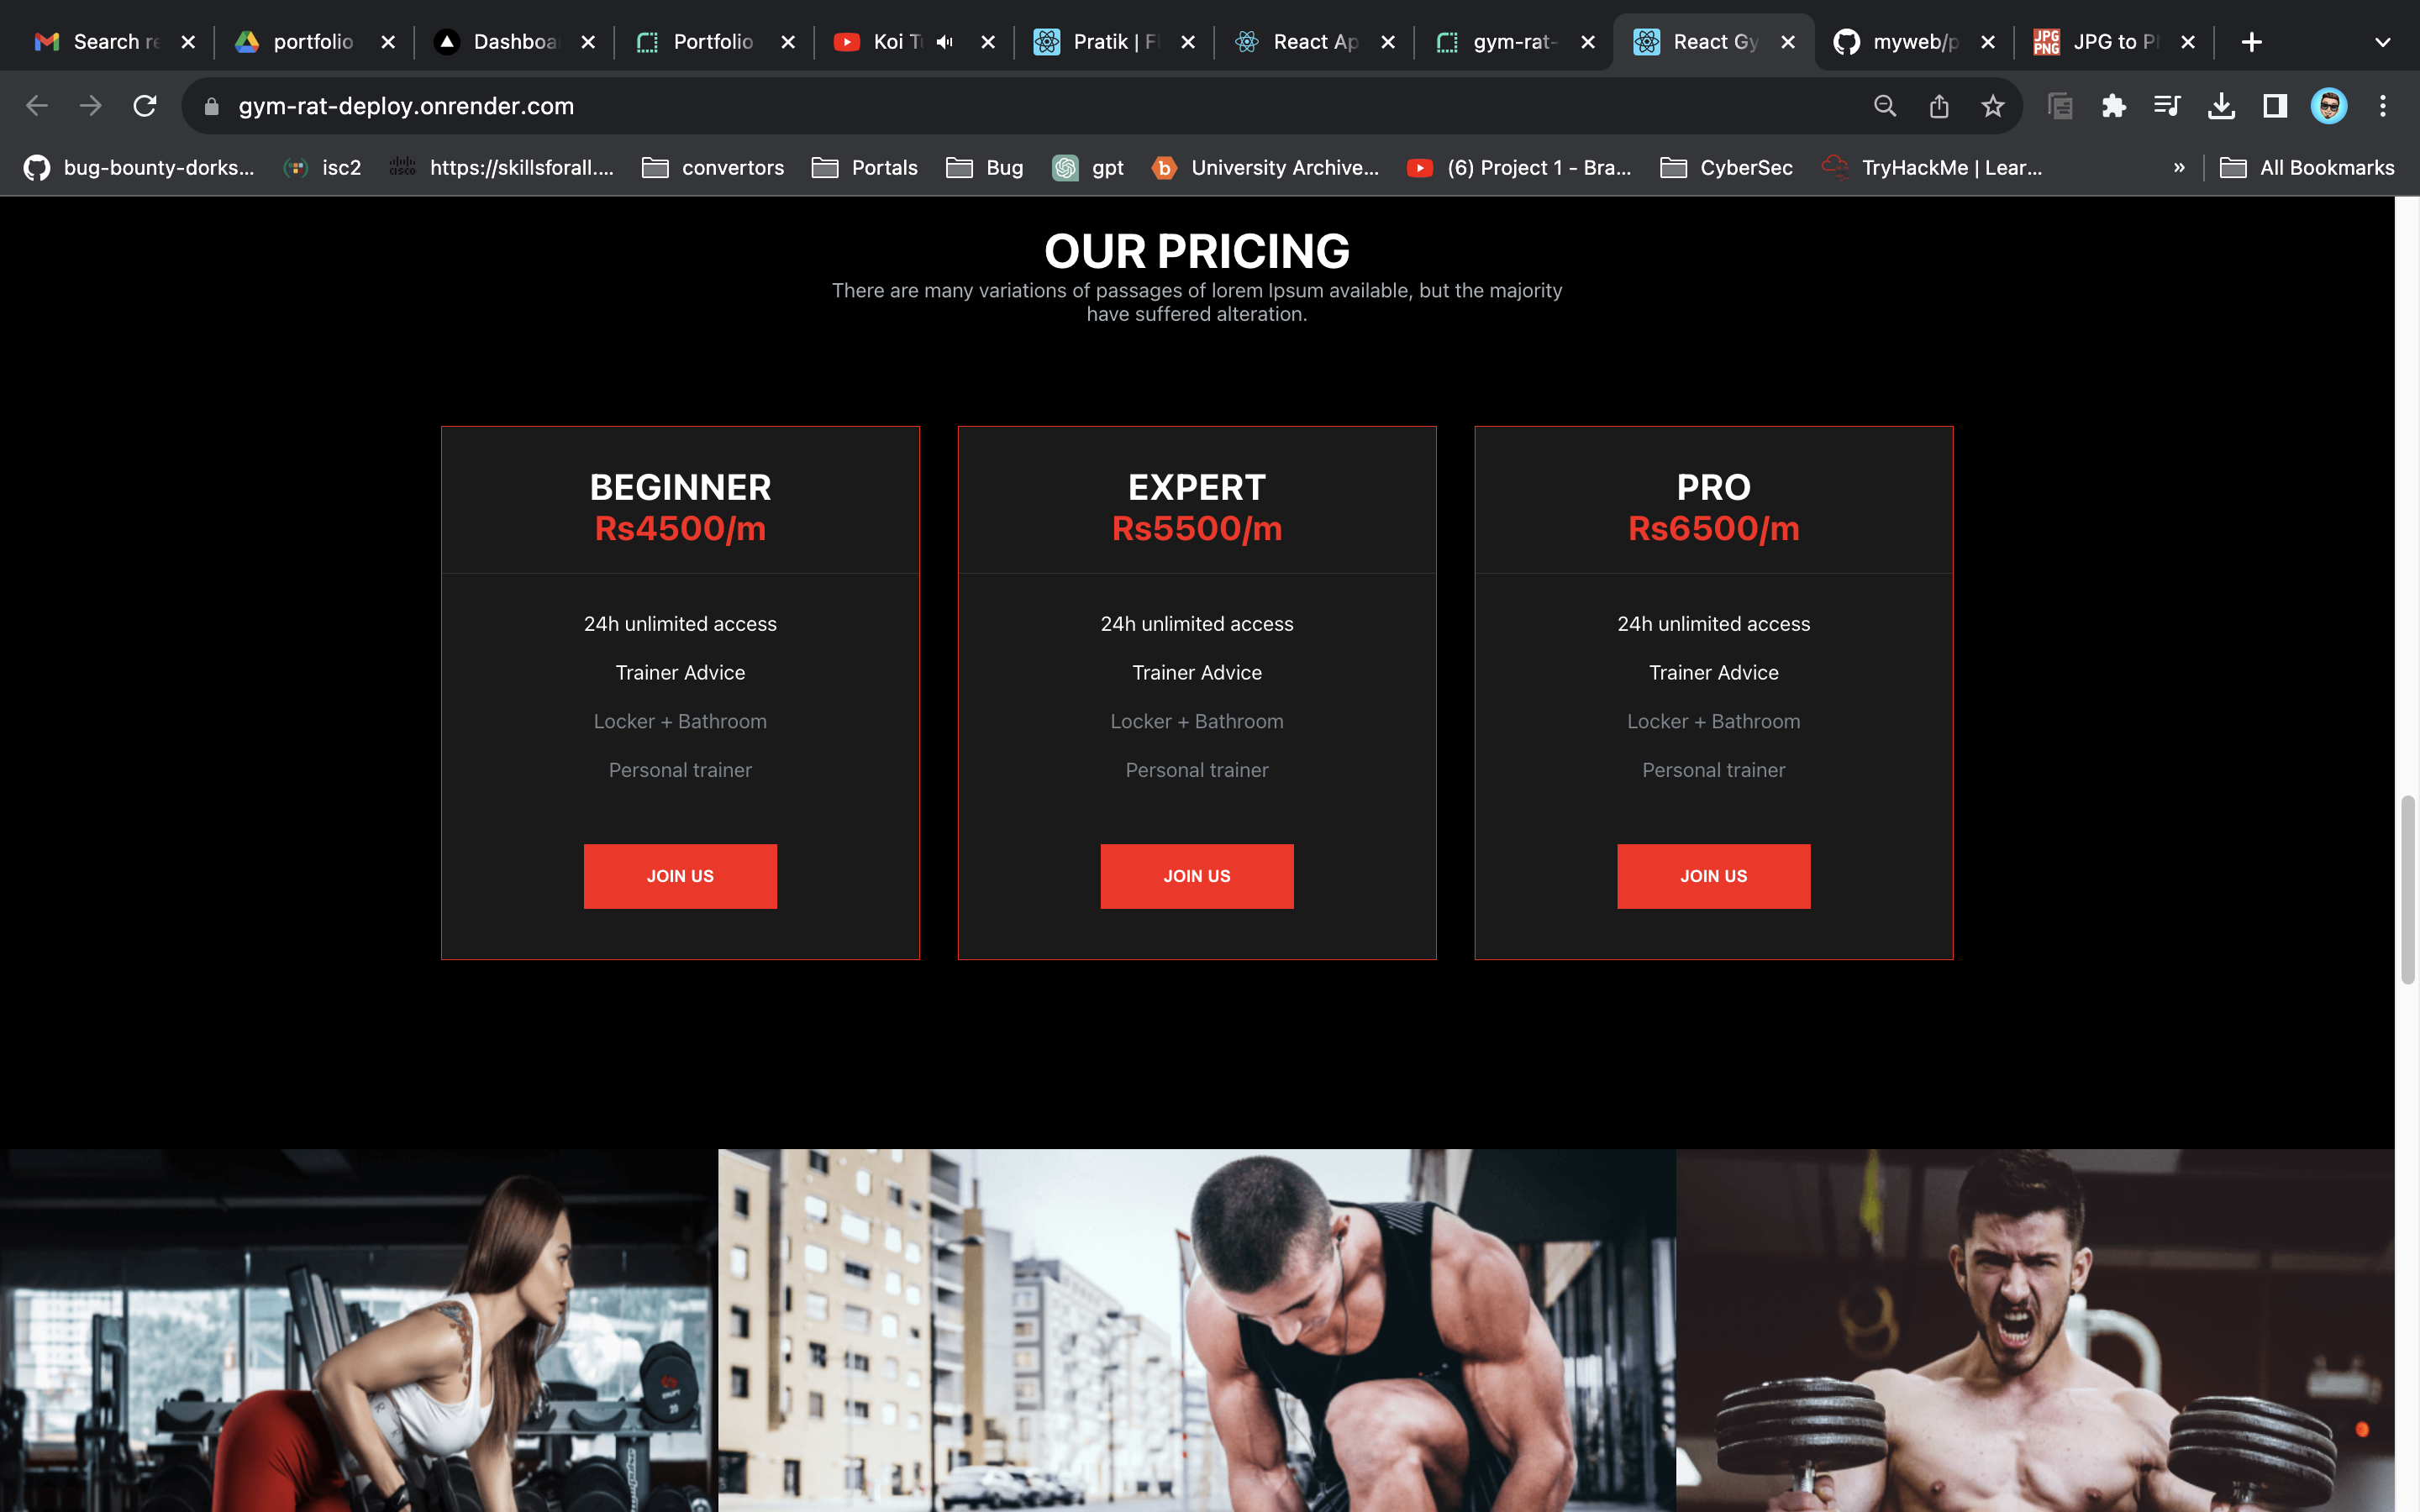 Search re
portfolio
Dashboa
Portfolio
Koi Tu
Pratik | F
React Ap
gym-rat-
React Gy
myweb/p
JPG PNG
JPG to P
gym-rat-deploy.onrender.com
bug-bounty-dorks...
isc2
https://skillsforall....
convertors
Portals
Bug
gpt
University Archive...
(6) Project 1 - Bra...
CyberSec
TryHackMe | Lear...
»
All Bookmarks
OUR PRICING
There are many variations of passages of lorem Ipsum available, but the majority
have suffered alteration.
BEGINNER
Rs4500/m
24h unlimited access
Trainer Advice
Locker + Bathroom
Personal trainer
JOIN US
EXPERT
Rs5500/m
24h unlimited access
Trainer Advice
Locker + Bathroom
Personal trainer
JOIN US
PRO
Rs6500/m
24h unlimited access
Trainer Advice
Locker + Bathroom
Personal trainer
JOIN US